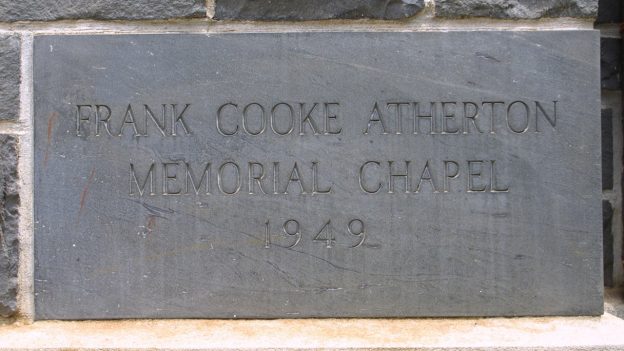 FRANK COOKE ATHERTON
MEMORIAL CHAPEL
1949